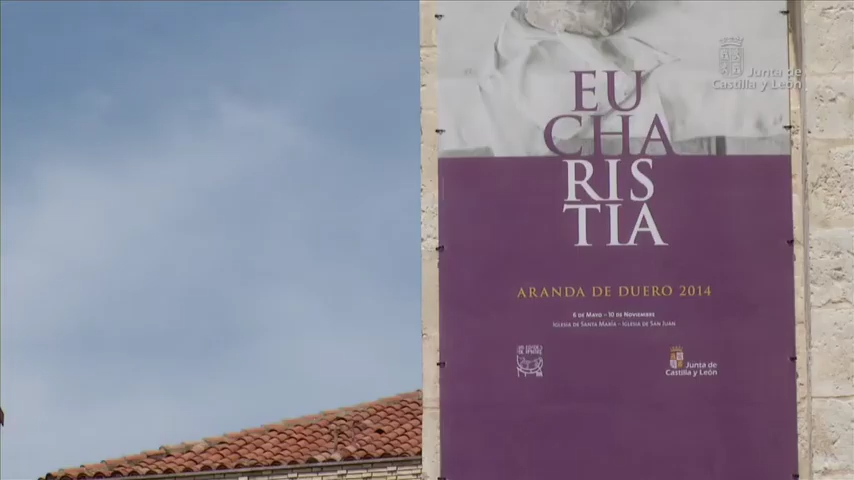 Junta de
Castilla y León
EU
CHA
RIS
TIA
ARANDA DE DUERO 2014
6 DE MAYO – 10 DE NOVIEMBRE
IGLESIA DE SANTA MARÍA – IGLESIA DE SAN JUAN
Junta de
Castilla y León